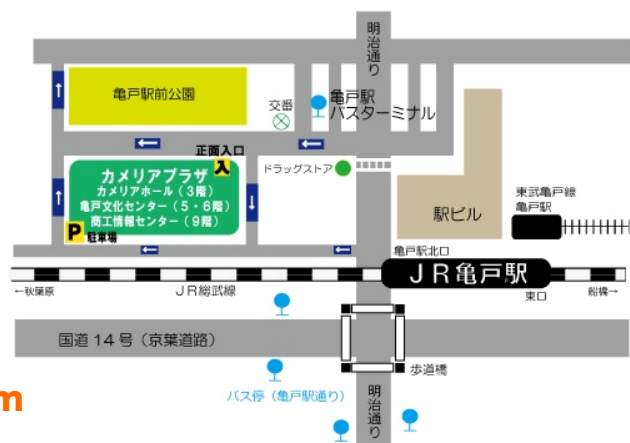 明治通り
亀戸駅前公園
交番
亀戸駅
バスターミナル
正面入口
入
ドラッグストア
カメリアプラザ
カメリアホール（3階）
亀戸文化センター（5・6階）
商工情報センター（9階）
P
駐車場
駅ビル
東武亀戸線
亀戸駅
亀戸駅北口
JR亀戸駅
←秋葉原
JR総武線
東口
船橋→
国道14号（京葉道路）
歩道橋
バス停（亀戸駅通り）
明治通り
m